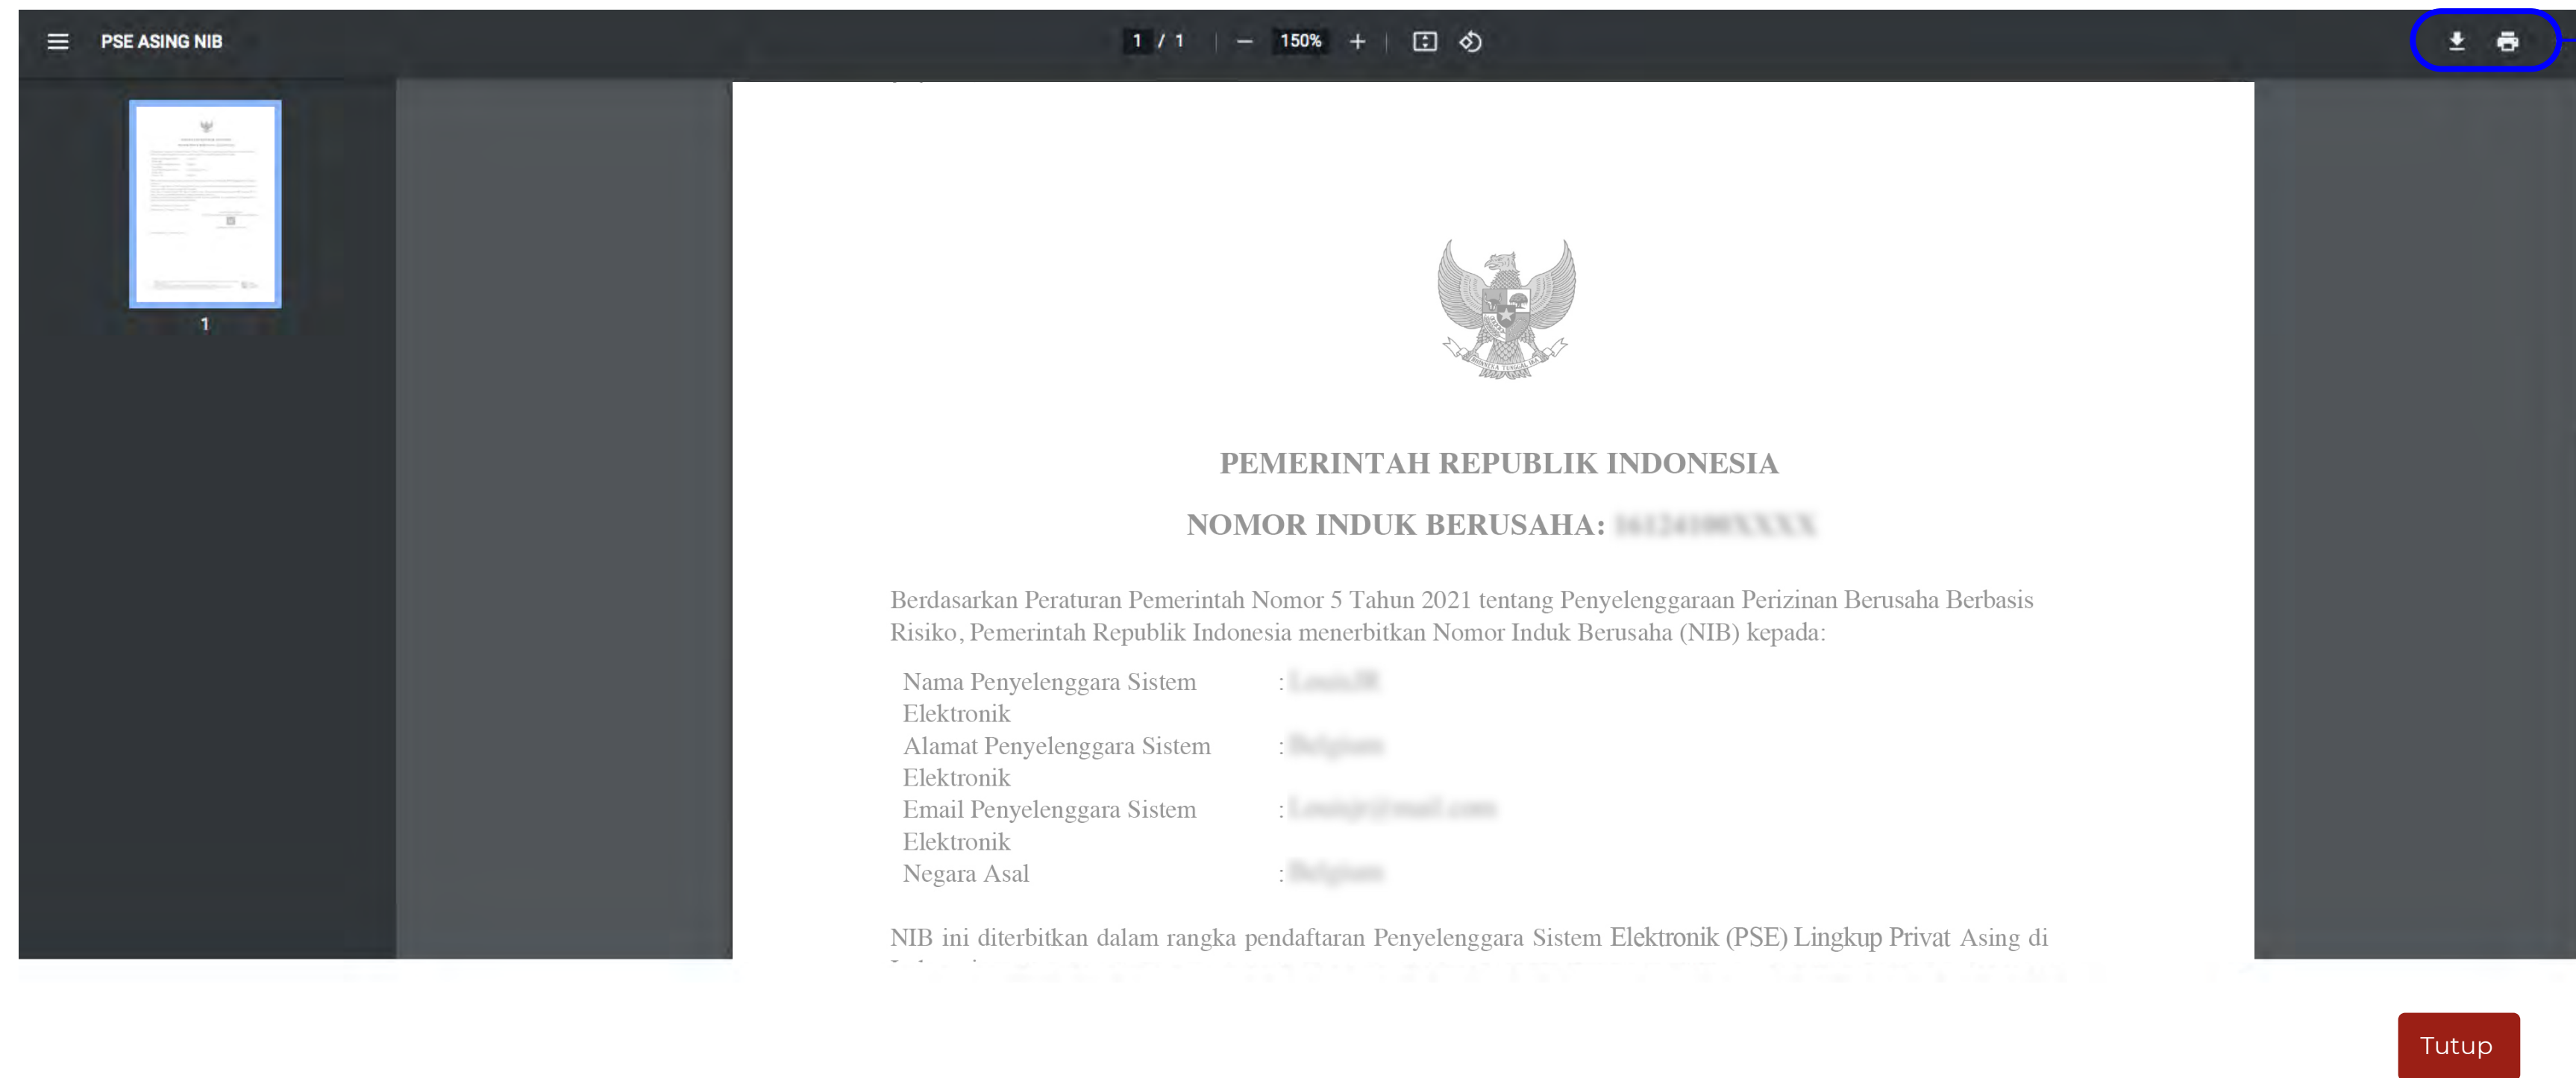 PSE ASING NIB
1 / 1
150%
1
BHINNEKA TUNGGAL IKA
PEMERINTAH REPUBLIK INDONESIA
NOMOR INDUK BERUSAHA:
Berdasarkan Peraturan Pemerintah Nomor 5 Tahun 2021 tentang Penyelenggaraan Perizinan Berusaha Berbasis
Risiko, Pemerintah Republik Indonesia menerbitkan Nomor Induk Berusaha (NIB) kepada:
Nama Penyelenggara Sistem :
Elektronik
Alamat Penyelenggara Sistem :
Elektronik
Email Penyelenggara Sistem :
Elektronik
Negara Asal :
NIB ini diterbitkan dalam rangka pendaftaran Penyelenggara Sistem Elektronik (PSE) Lingkup Privat Asing di
Tutup